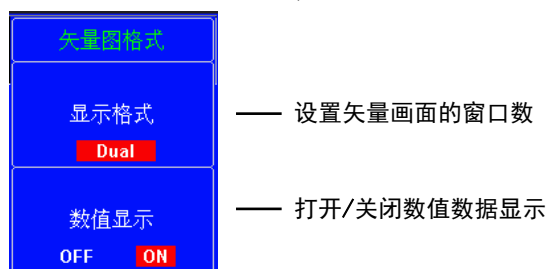 矢量图格式
显示格式 —— 设置矢量画面的窗口数
Dual
数值显示 —— 打开/关闭数值数据显示
OFF ON